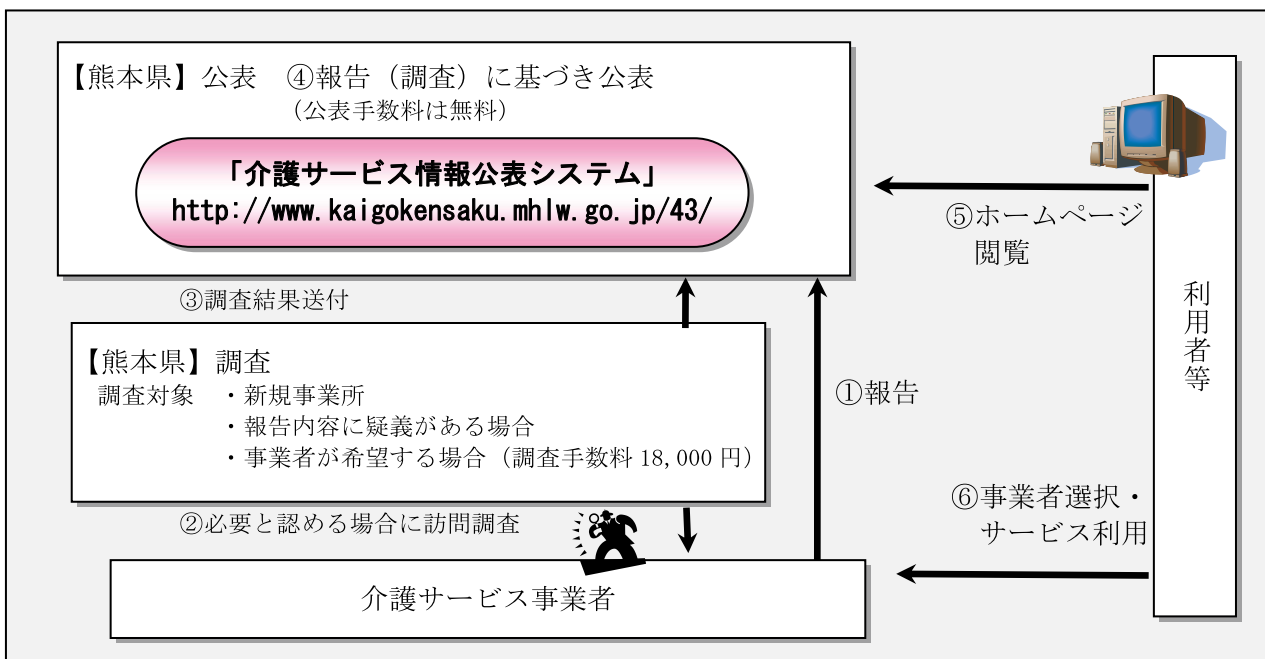 【熊本県】公表　④報告（調査）に基づき公表
（公表手数料は無料）
「介護サービス情報公表システム」
http://www.kaigokensaku.mhlw.go.jp/43/
⑤ホームページ
閲覧
利用者等
③調査結果送付
【熊本県】調査
調査対象　・新規事業所
・報告内容に疑義がある場合
・事業者が希望する場合（調査手数料 18,000 円）
①報告
②必要と認める場合に訪問調査
⑥事業者選択・
サービス利用
介護サービス事業者